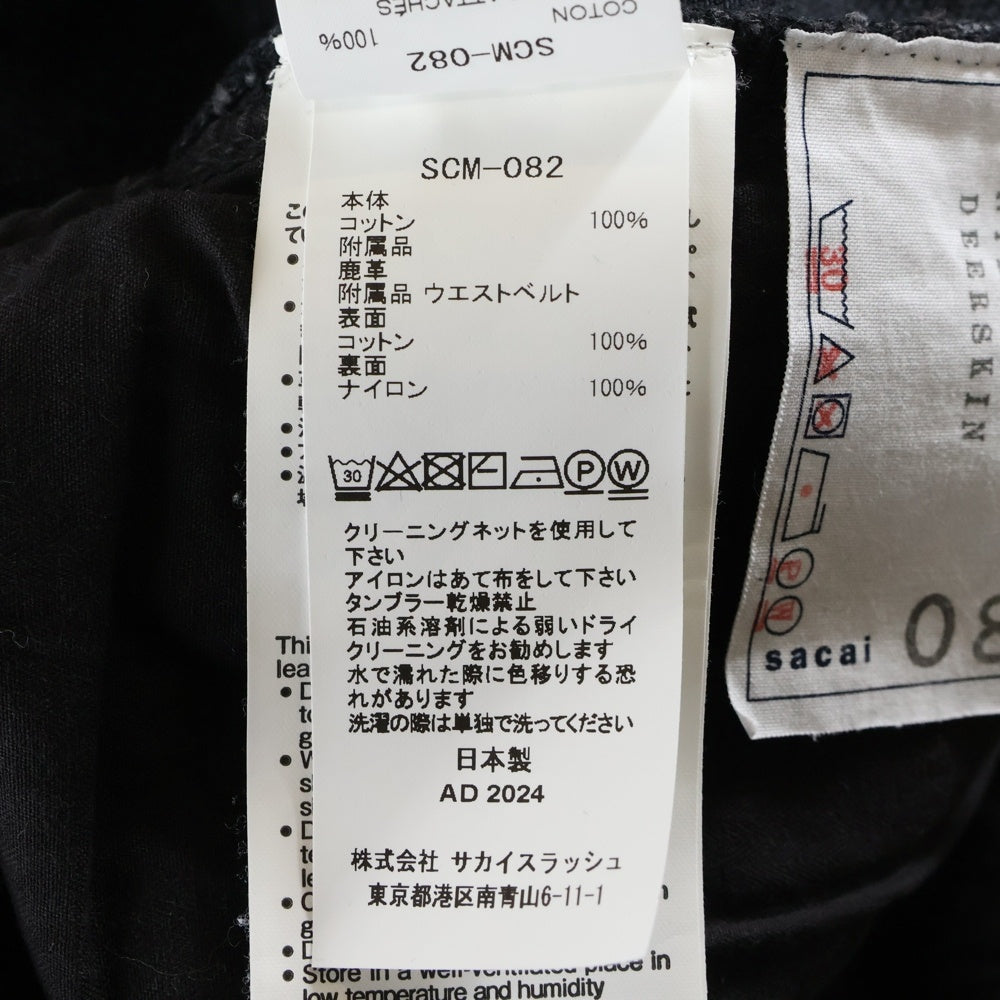 ATTACHÉS
COTON
100%
SCM-082
SCM-082
本体
コットン 100%
附属品
鹿革
附属品 ウエストベルト
表面
コットン 100%
裏面
ナイロン 100%
30
P W
クリーニングネットを使用して
下さい
アイロンはあて布をして下さい
タンブラー乾燥禁止
石油系溶剤による弱いドライ
クリーニングをお勧めします
水で濡れた際に色移りする恐
れがあります
洗濯の際は単独で洗ってください
日本製
AD 2024
株式会社 サカイスラッシュ
東京都港区南青山6-11-1
Store in a well-ventilated place in
low temperature and humidity
DEERSKIN
30
P
W
sacai